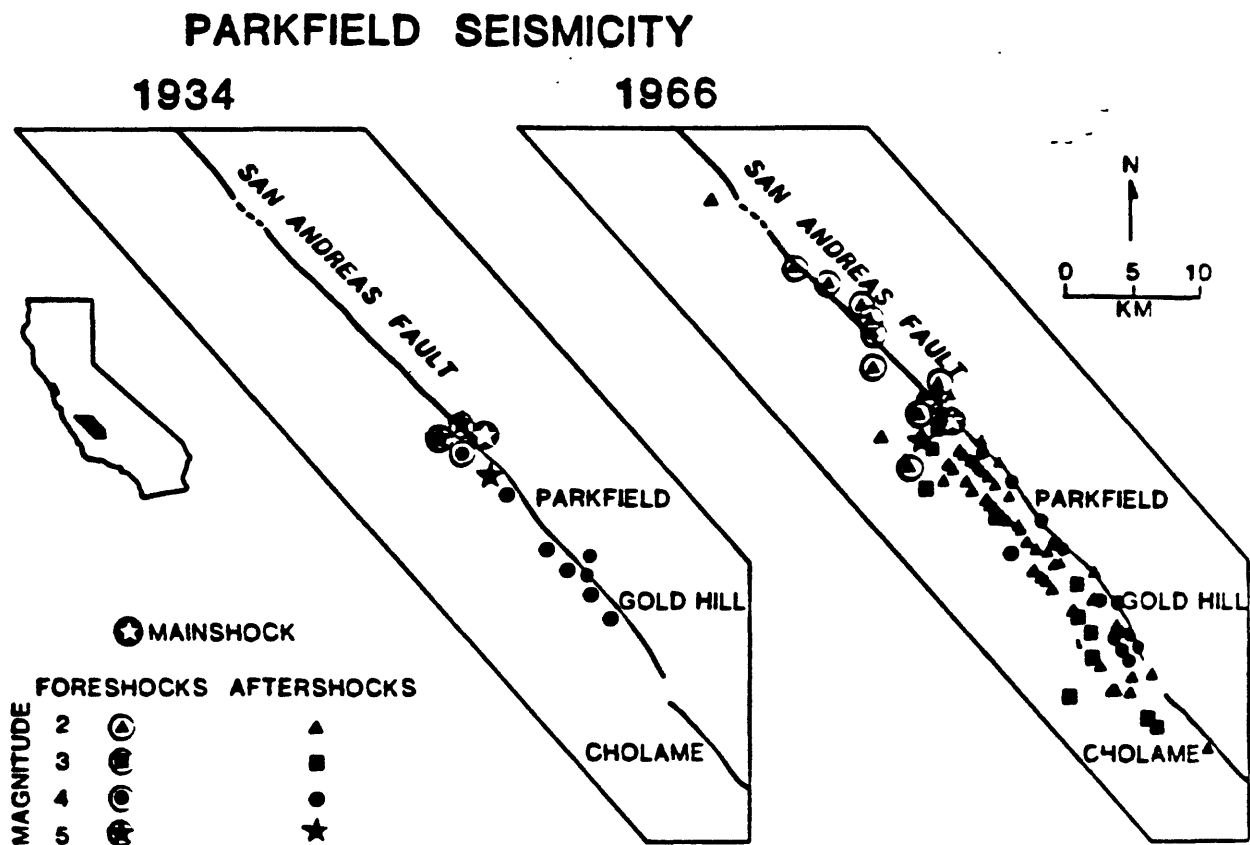 PARKFIELD SEISMICITY
1934
1966
SAN ANDREAS FAULT
SAN ANDREAS FAULT
N
0 5 10
KM
PARKFIELD
PARKFIELD
GOLD HILL
GOLD HILL
CHOLAME
CHOLAME
MAINSHOCK
FORESHOCKS AFTERSHOCKS
MAGNITUDE
2
3
4
5